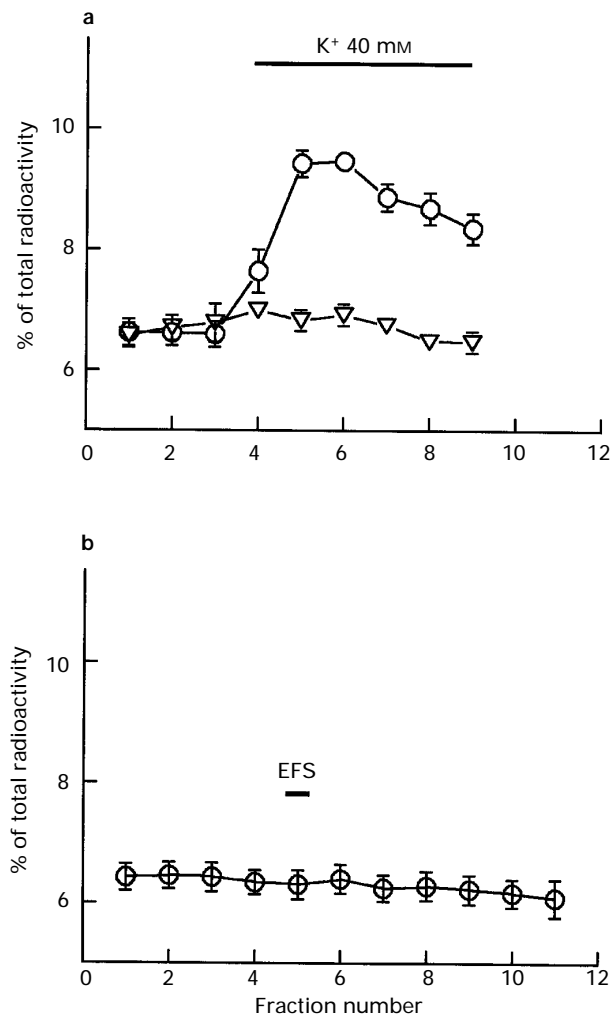 a
K⁺ 40 mM
10
8
6
% of total radioactivity
0 2 4 6 8 10 12
b
10
8
6
% of total radioactivity
EFS
0 2 4 6 8 10 12
Fraction number